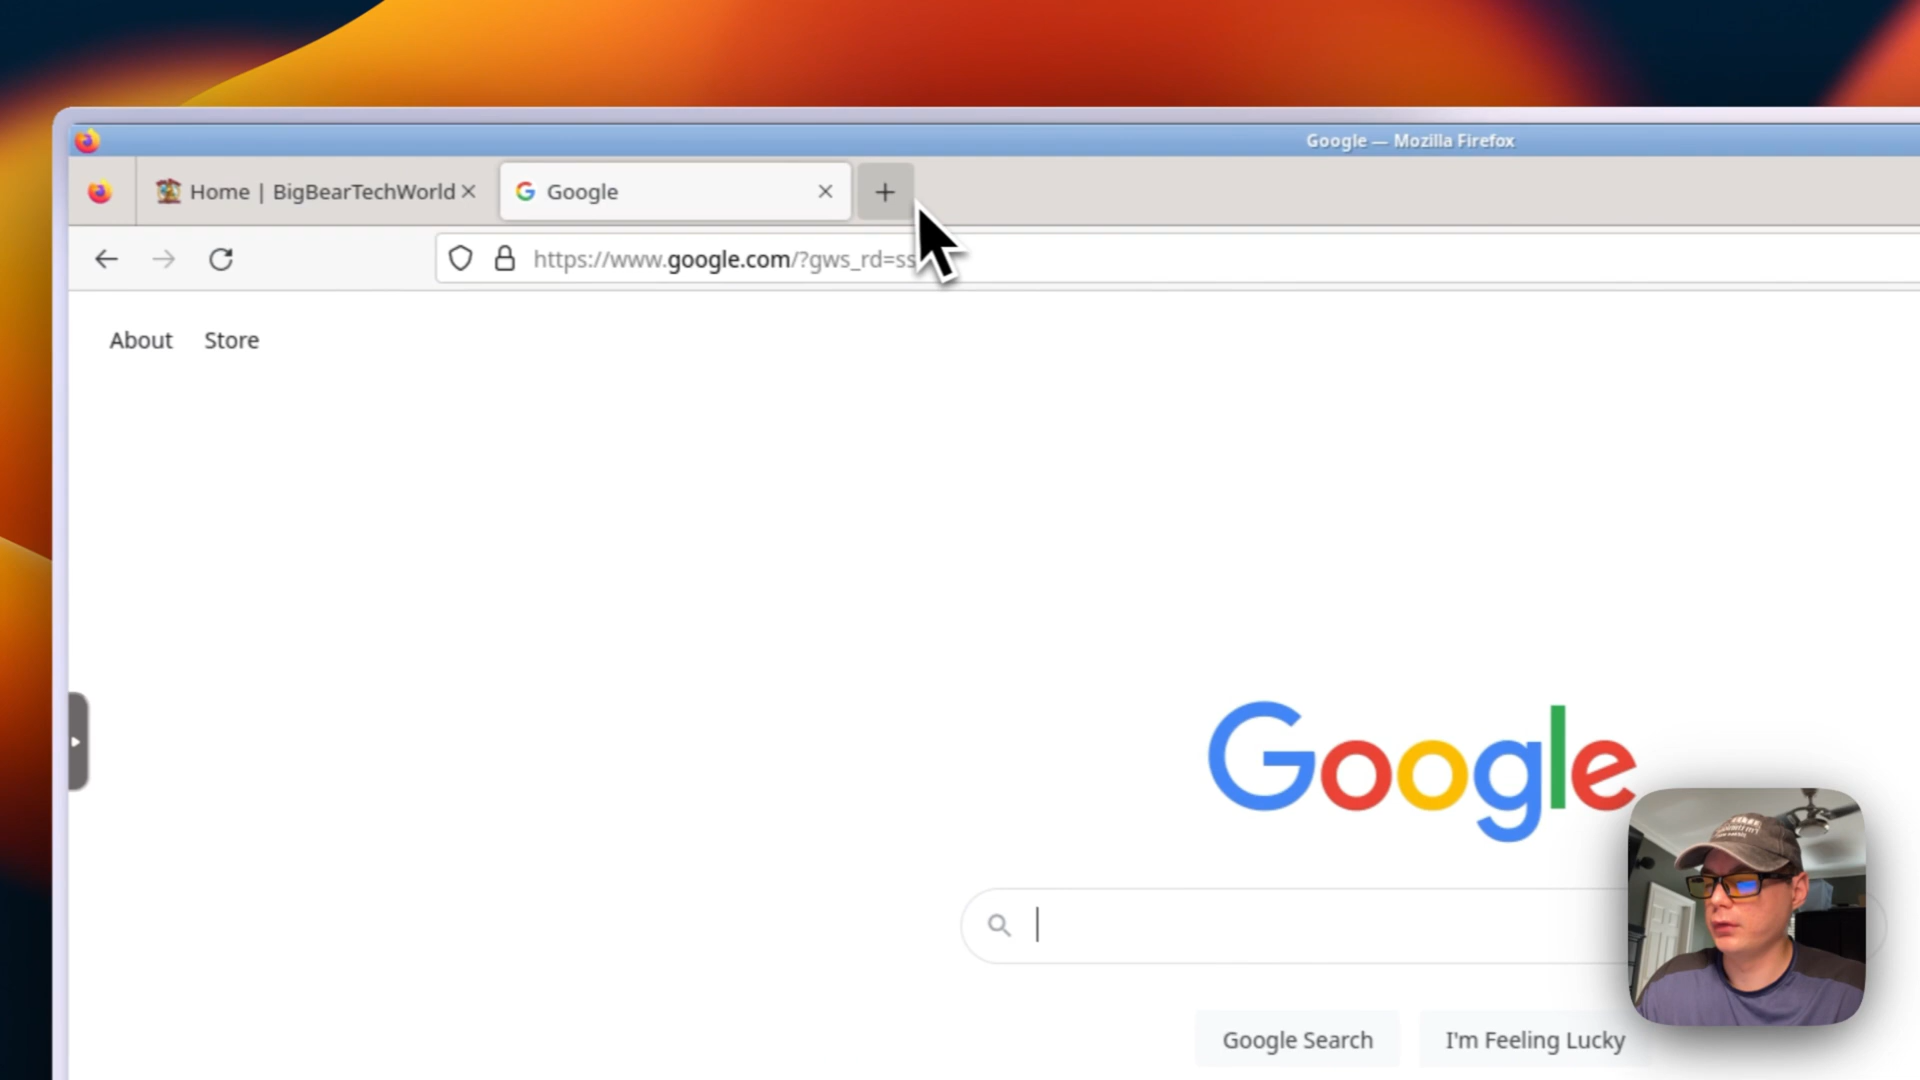 Google — Mozilla Firefox
Home | BigBearTechWorld
Google
https://www.google.com/?gws_rd=ss
About Store
Google
Google Search I'm Feeling Lucky